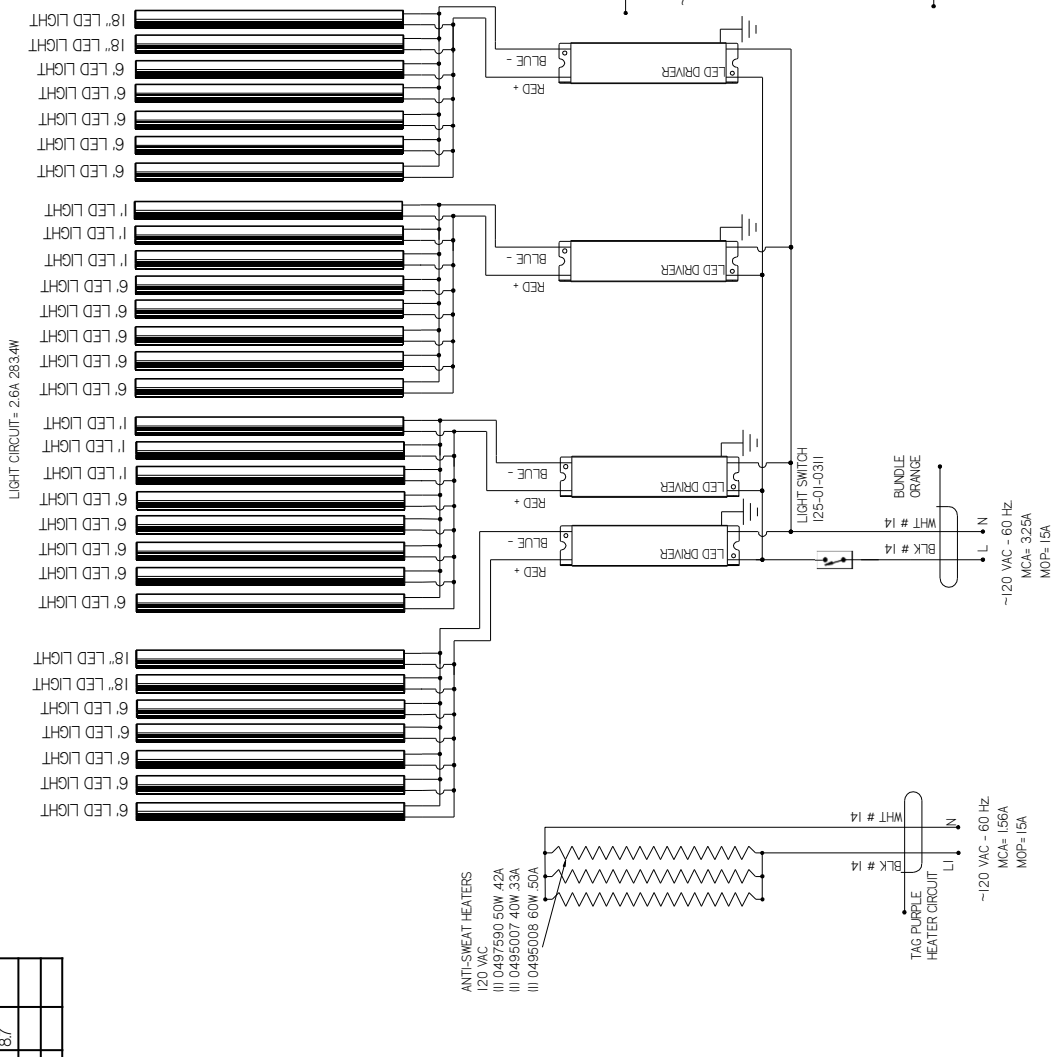 LIGHT CIRCUIT= 2.6A 283.4W
18" LED LIGHT
18" LED LIGHT
6' LED LIGHT
6' LED LIGHT
6' LED LIGHT
6' LED LIGHT
6' LED LIGHT
1' LED LIGHT
1' LED LIGHT
1' LED LIGHT
6' LED LIGHT
6' LED LIGHT
6' LED LIGHT
6' LED LIGHT
6' LED LIGHT
1' LED LIGHT
1' LED LIGHT
1' LED LIGHT
6' LED LIGHT
6' LED LIGHT
6' LED LIGHT
6' LED LIGHT
6' LED LIGHT
18" LED LIGHT
18" LED LIGHT
6' LED LIGHT
6' LED LIGHT
6' LED LIGHT
6' LED LIGHT
6' LED LIGHT
BLUE -
RED +
LED DRIVER
BLUE -
RED +
LED DRIVER
BLUE -
RED +
LED DRIVER
BLUE -
RED +
LED DRIVER
LIGHT SWITCH
125-01-0311
BUNDLE
ORANGE
WHT # 14
BLK # 14
N
L
~120 VAC - 60 Hz.
MCA= 3.25A
MOP= 15A
ANTI-SWEAT HEATERS
120 VAC
(1) 0497590 50W .42A
(1) 0495007 40W .33A
(1) 0495008 60W .50A
WHT # 14
BLK # 14
N
L1
TAG PURPLE
HEATER CIRCUIT
~120 VAC - 60 Hz.
MCA= 1.56A
MOP= 15A
8.7
~